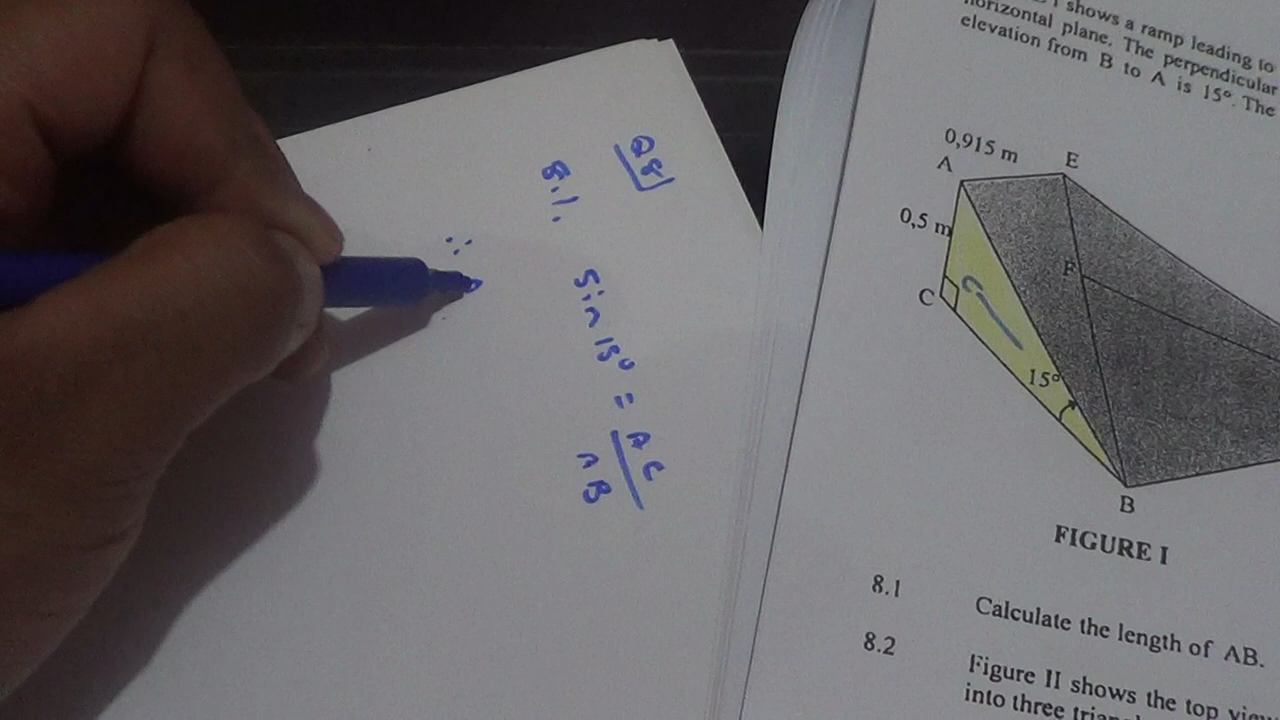 Q8
8.1. Sin 15° = AC
AB
∴
shows a ramp leading to
horizontal plane. The perpendicular
elevation from B to A is 15°. The
0,915 m
A
E
0,5 m
F
C
15°
B
FIGURE I
8.1 Calculate the length of AB.
8.2 Figure II shows the top view
into three